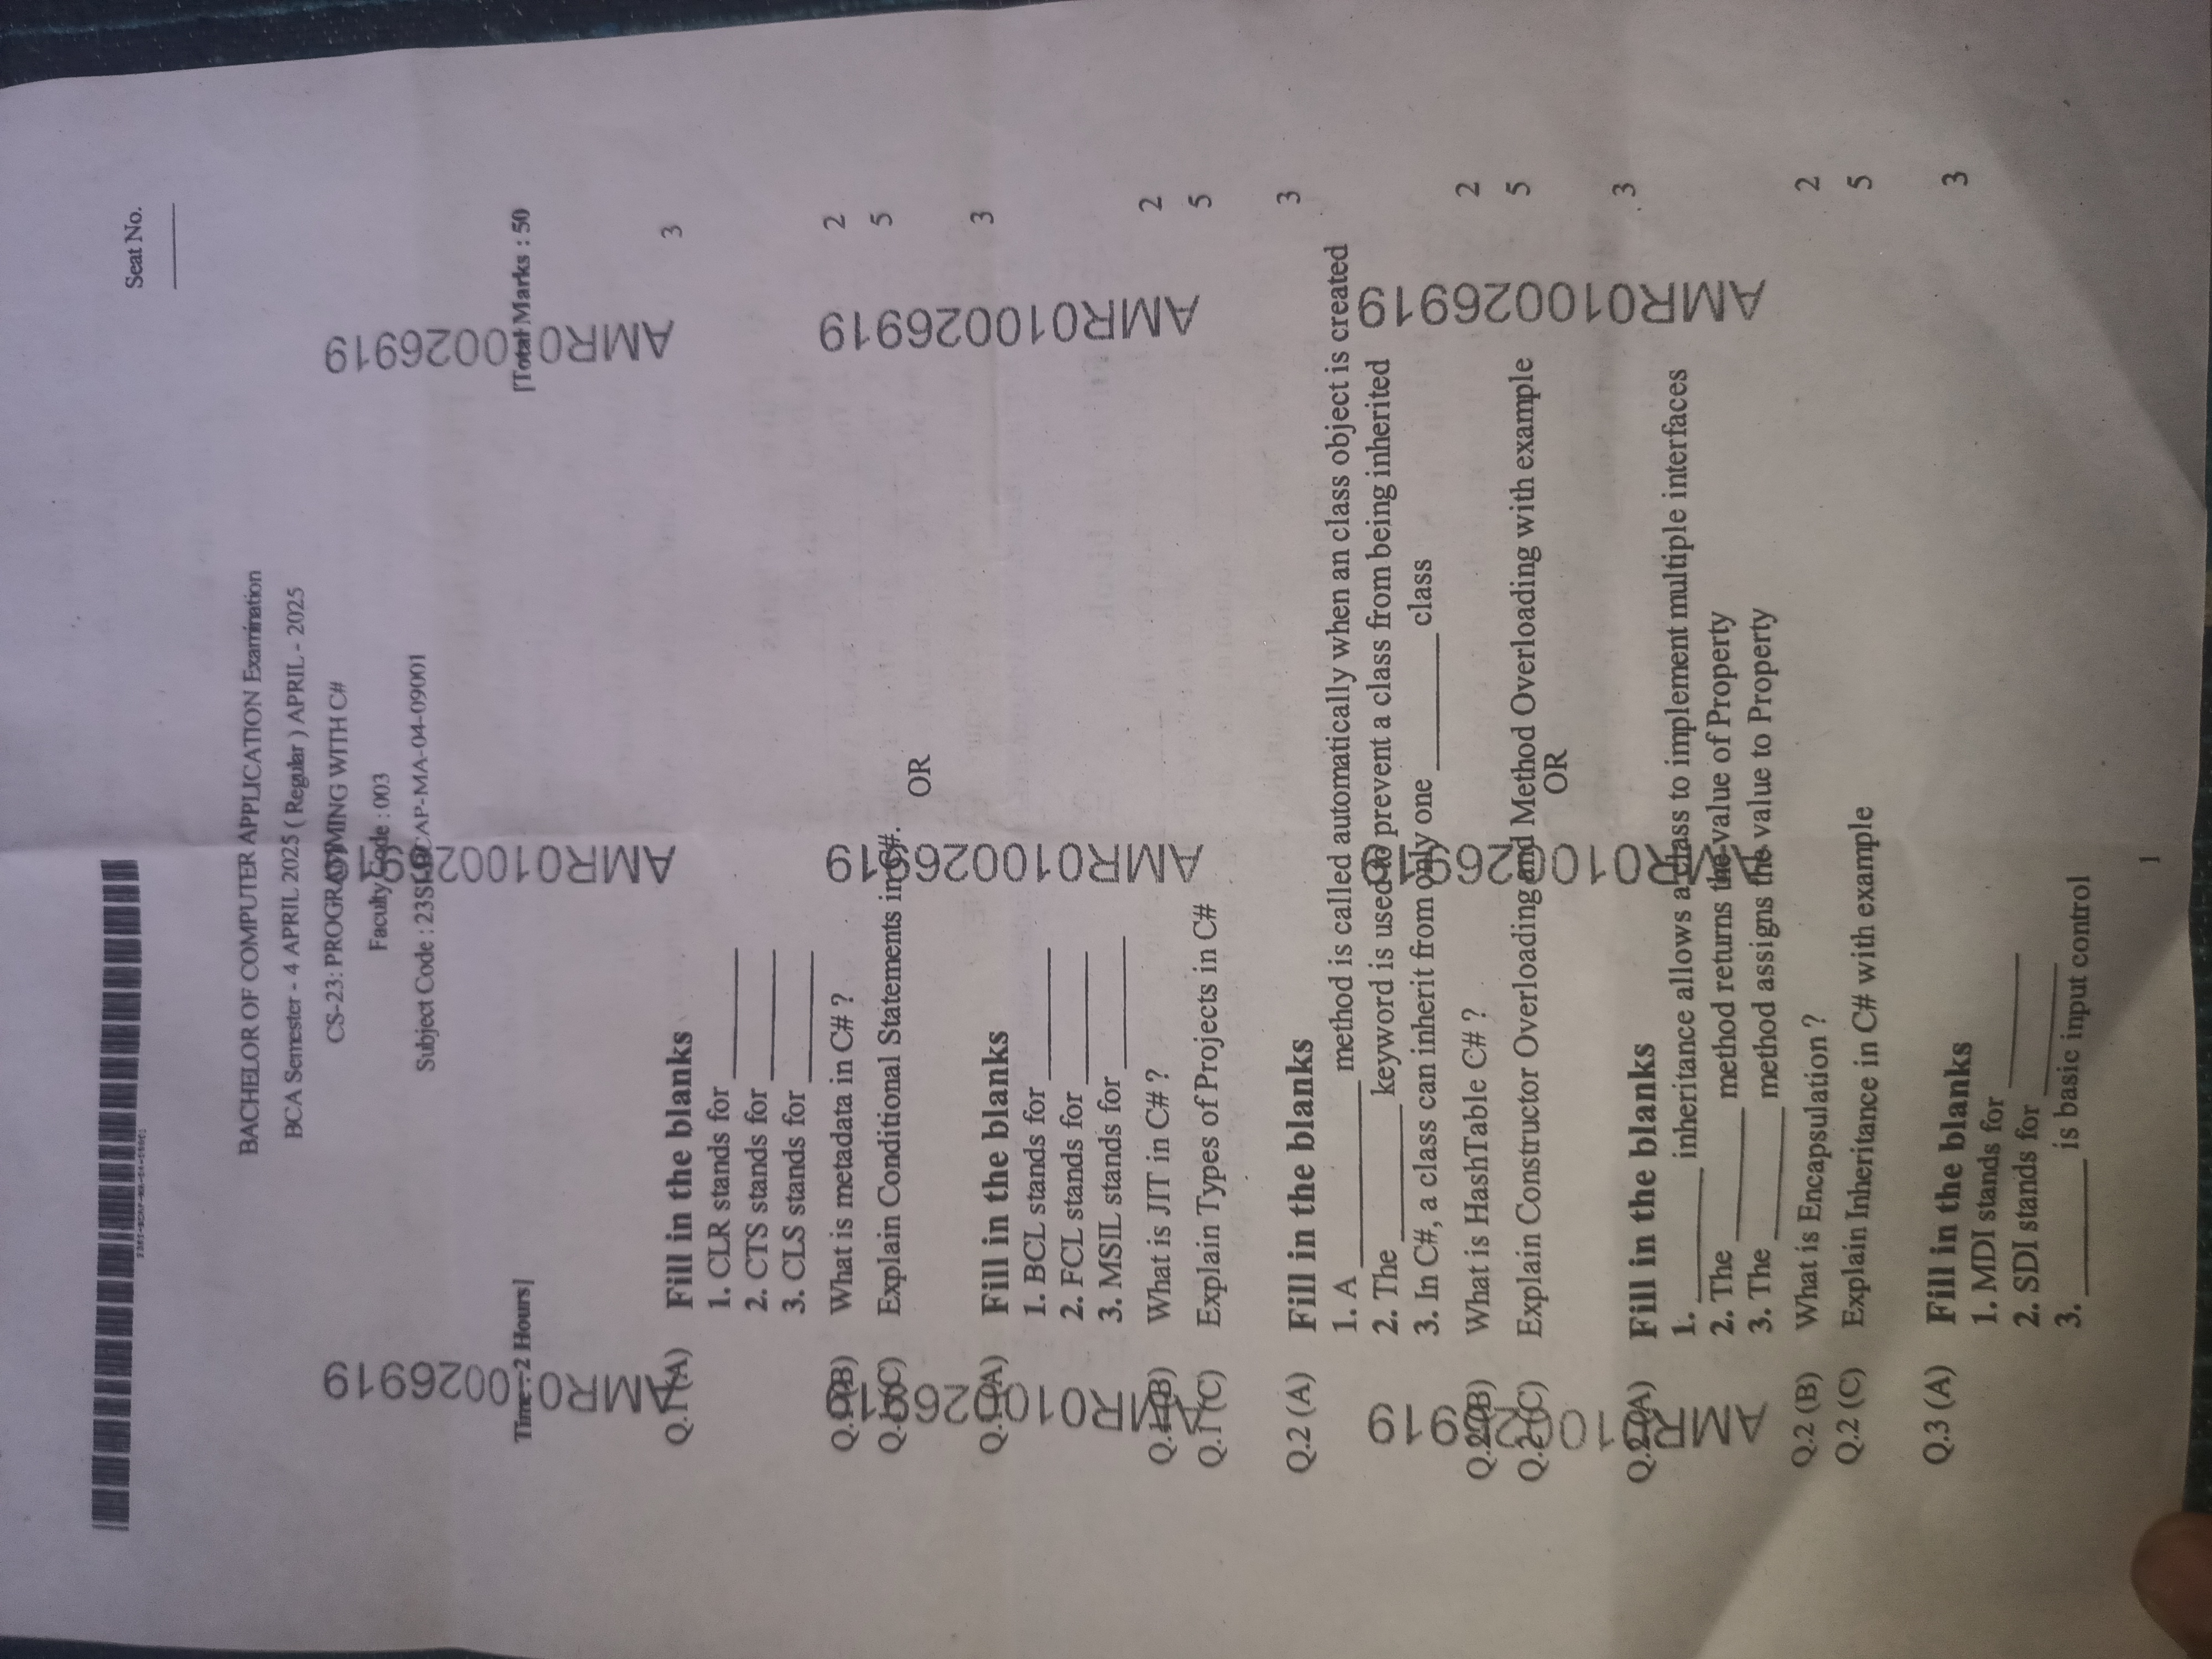 Seat No.
BACHELOR OF COMPUTER APPLICATION Examination
BCA Semester - 4 APRIL 2025 ( Regular ) APRIL - 2025
CS-23: PROGRAMMING WITH C#
Faculty Code : 003
Subject Code : 23SI-BCAP-MA-04-09001
Time : 2 Hours]
[Total Marks : 50
Q.1 (A) Fill in the blanks 3
1. CLR stands for ________
2. CTS stands for ________
3. CLS stands for ________
Q.1 (B) What is metadata in C# ? 2
Q.1 (C) Explain Conditional Statements in C#. 5
OR
Q.1 (A) Fill in the blanks 3
1. BCL stands for ________
2. FCL stands for ________
3. MSIL stands for ________
Q.1 (B) What is JIT in C# ? 2
Q.1 (C) Explain Types of Projects in C# 5
Q.2 (A) Fill in the blanks 3
1. A ___________ method is called automatically when an class object is created
2. The ________ keyword is used to prevent a class from being inherited
3. In C#, a class can inherit from only one ________ class
Q.2 (B) What is HashTable C# ? 2
Q.2 (C) Explain Constructor Overloading and Method Overloading with example 5
OR
Q.2 (A) Fill in the blanks 3
1. ________ inheritance allows a class to implement multiple interfaces
2. The ________ method returns the value of Property
3. The ________ method assigns the value to Property
Q.2 (B) What is Encapsulation ? 2
Q.2 (C) Explain Inheritance in C# with example 5
Q.3 (A) Fill in the blanks 3
1. MDI stands for ________
2. SDI stands for ________
3. ________ is basic input control
1
AMR010026919
AMR010026919
AMR010026919
AMR010026919
AMR010026919
AMR010026919
AMR010026919
AMR010026919
AMR010026919